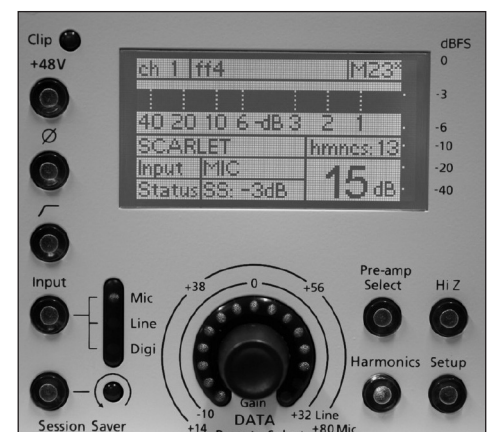 Clip
+48V
Ø
Input
Mic
Line
Digi
Session Saver
ch 1 ff4 M23
40 20 10 6 -dB 3 2 1
SCARLET hmncs: 13
Input MIC
Status SS: -3dB
15 dB
dBFS
0
-3
-6
-10
-20
-40
+38 0 +56
Gain
-10 DATA +32 Line
+14 +80 Mic
Pre-amp
Select
Hi Z
Harmonics Setup